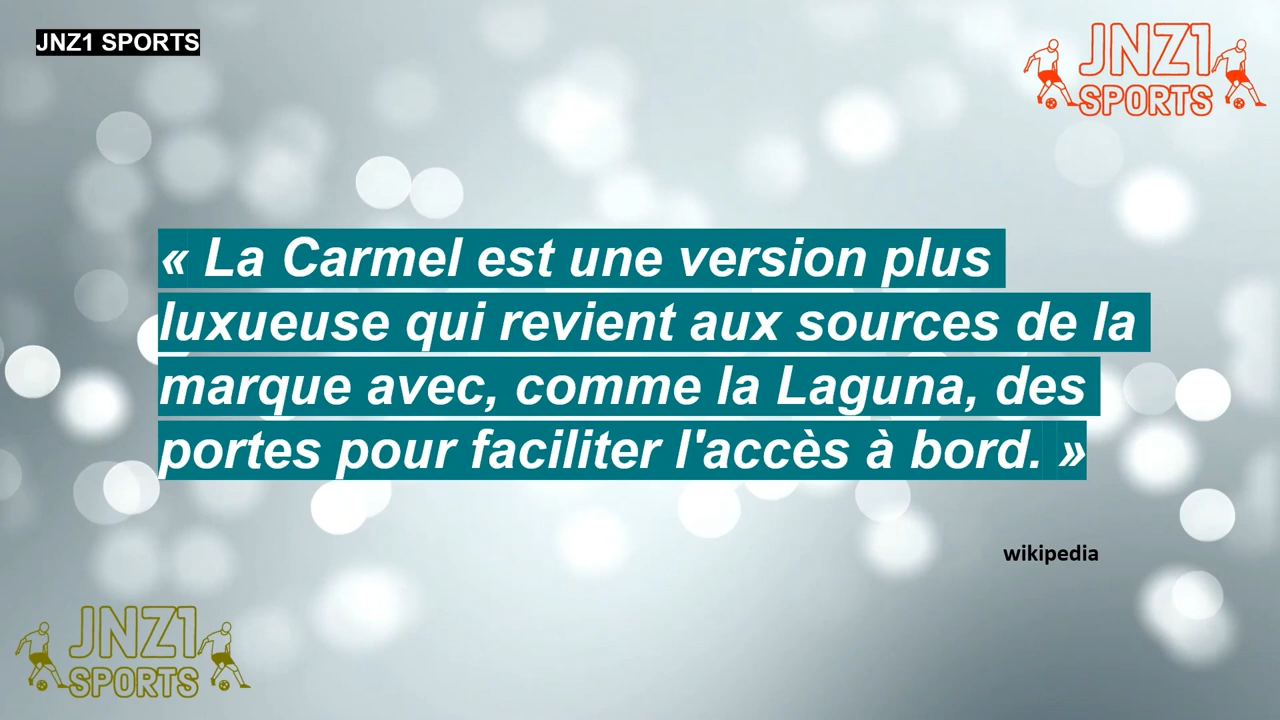 JNZ1 SPORTS
JNZ1
SPORTS
« La Carmel est une version plus
luxueuse qui revient aux sources de la
marque avec, comme la Laguna, des
portes pour faciliter l'accès à bord. »
wikipedia
JNZ1
SPORTS